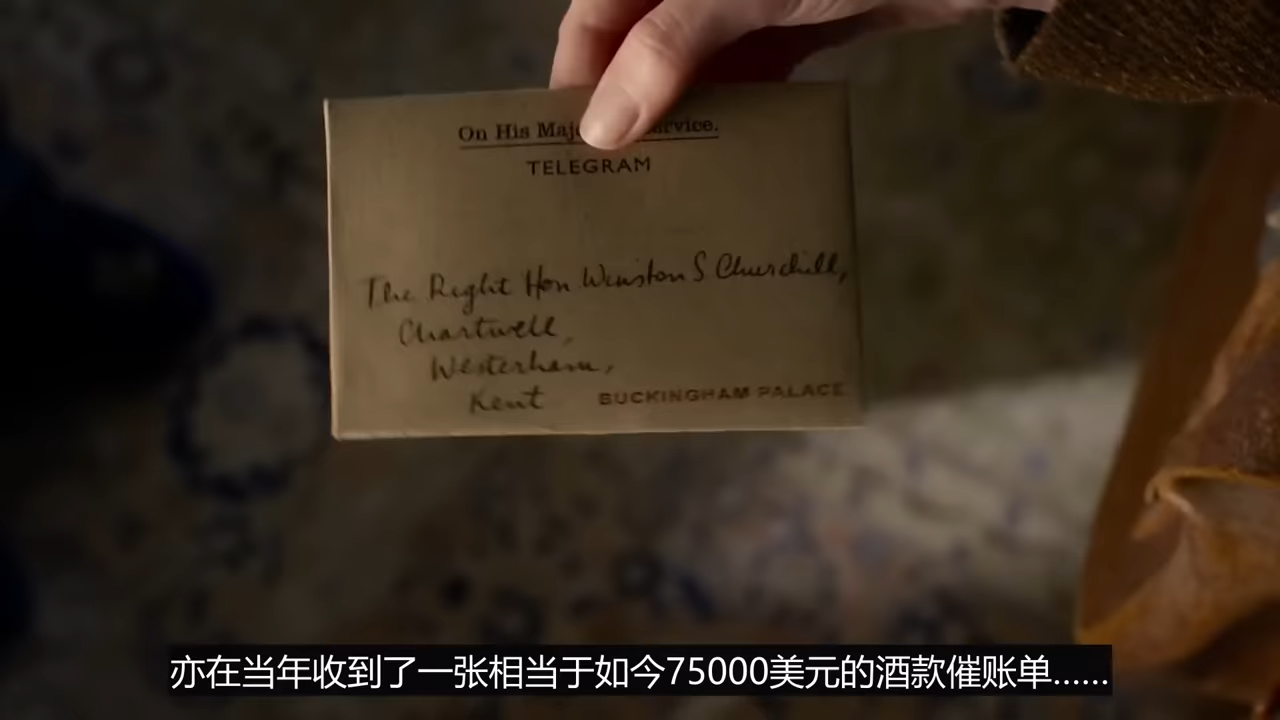 On His Maj rvice.
TELEGRAM
The Right Hon Winston S Churchill,
Chartwell,
Westerham,
Kent
BUCKINGHAM PALACE
亦在当年收到了一张相当于如今75000美元的酒款催账单......